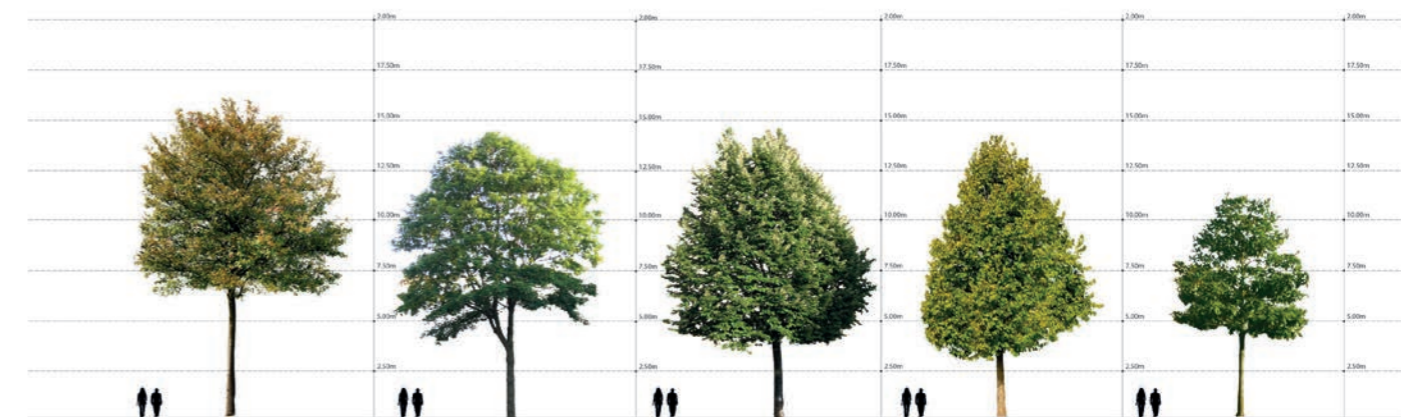 2.00m 2.00m 2.00m 2.00m 2.00m
17.50m 17.50m 17.50m 17.50m 17.50m
15.00m 15.00m 15.00m 15.00m 15.00m
12.50m 12.50m 12.50m 12.50m 12.50m
10.00m 10.00m 10.00m 10.00m 10.00m
7.50m 7.50m 7.50m 7.50m 7.50m
5.00m 5.00m 5.00m 5.00m 5.00m
2.50m 2.50m 2.50m 2.50m 2.50m